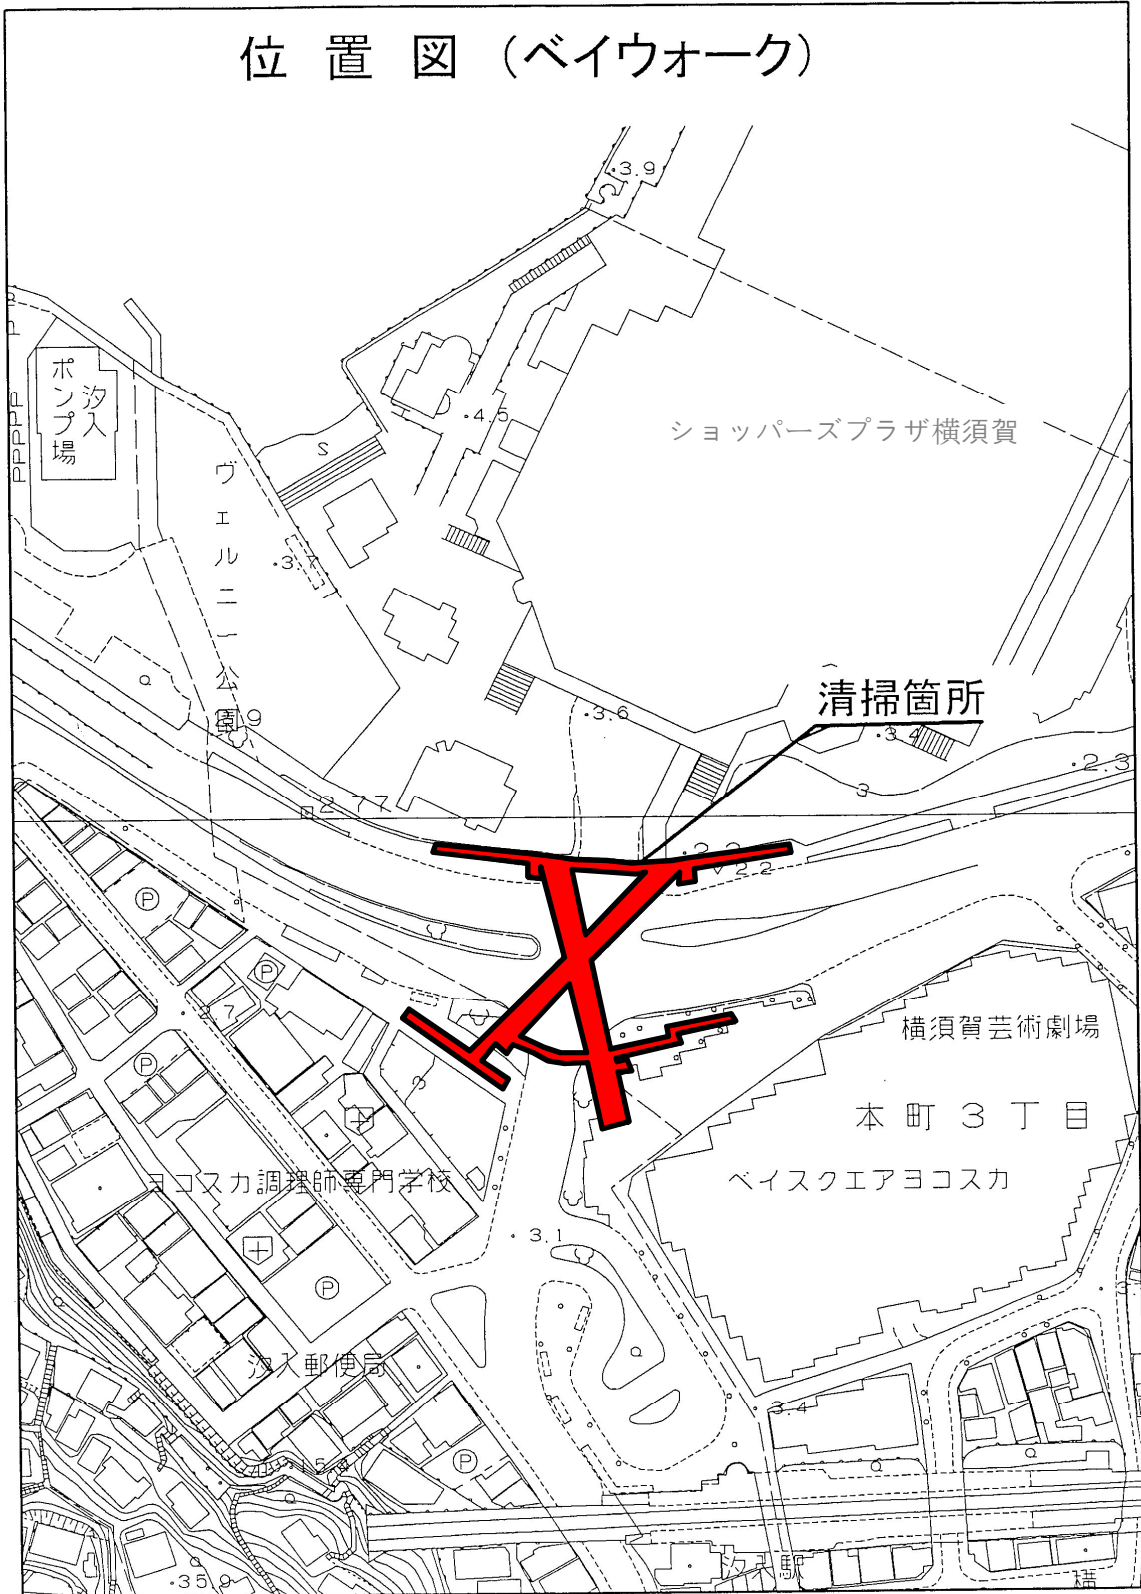 位置図（ベイウォーク）
3.9
汐入
ポンプ場
4.5
ショッパーズプラザ横須賀
S
ヴェルニー公園
3.7
3.6
清掃箇所
3.4
2.3
3
2.77
2.2
P
P
横須賀芸術劇場
P
本町3丁目
ヨコスカ調理師専門学校
ベイスクエアヨコスカ
3.1
P
汐入郵便局
3.4
P
汐入駅
35.9
横